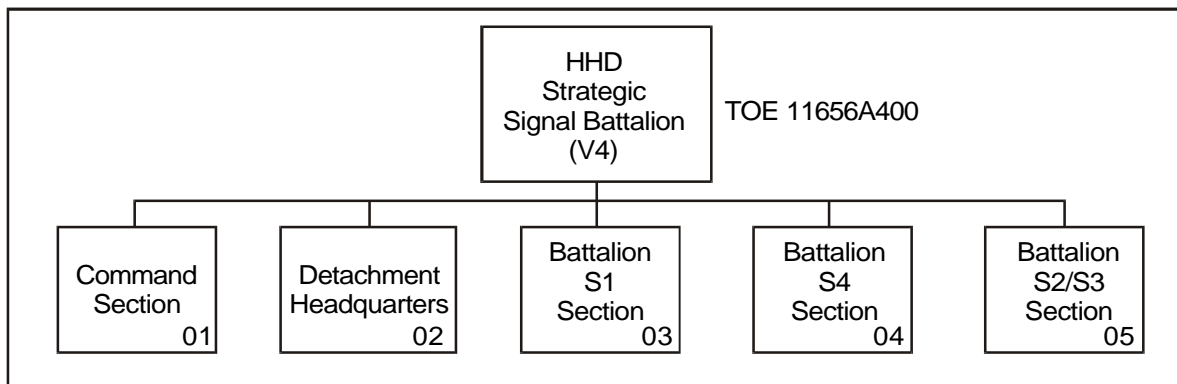 HHD
Strategic
Signal Battalion
(V4)
TOE 11656A400
Command
Section
01
Detachment
Headquarters
02
Battalion
S1
Section
03
Battalion
S4
Section
04
Battalion
S2/S3
Section
05